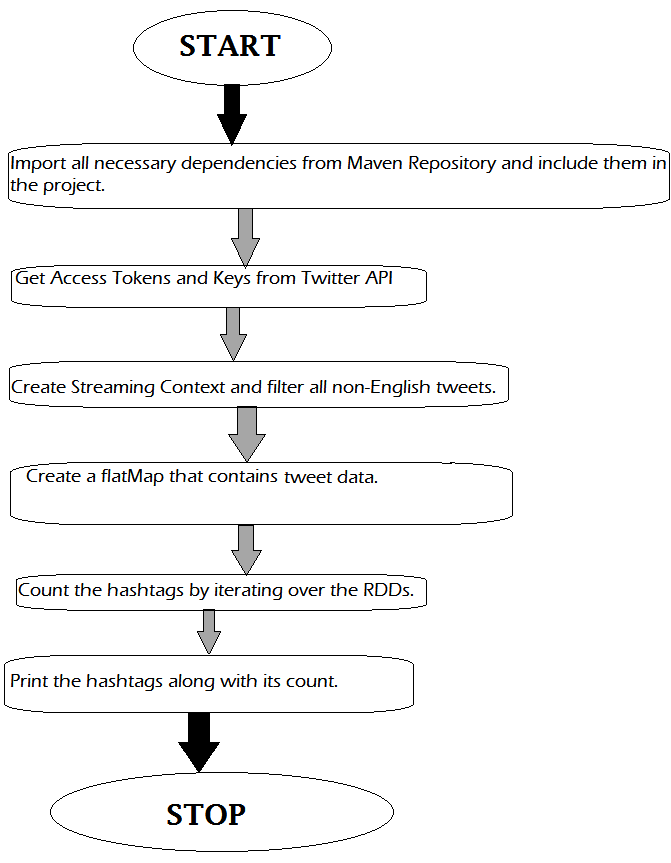 START
Import all necessary dependencies from Maven Repository and include them in
the project.
Get Access Tokens and Keys from Twitter API
Create Streaming Context and filter all non-English tweets.
Create a flatMap that contains tweet data.
Count the hashtags by iterating over the RDDs.
Print the hashtags along with its count.
STOP